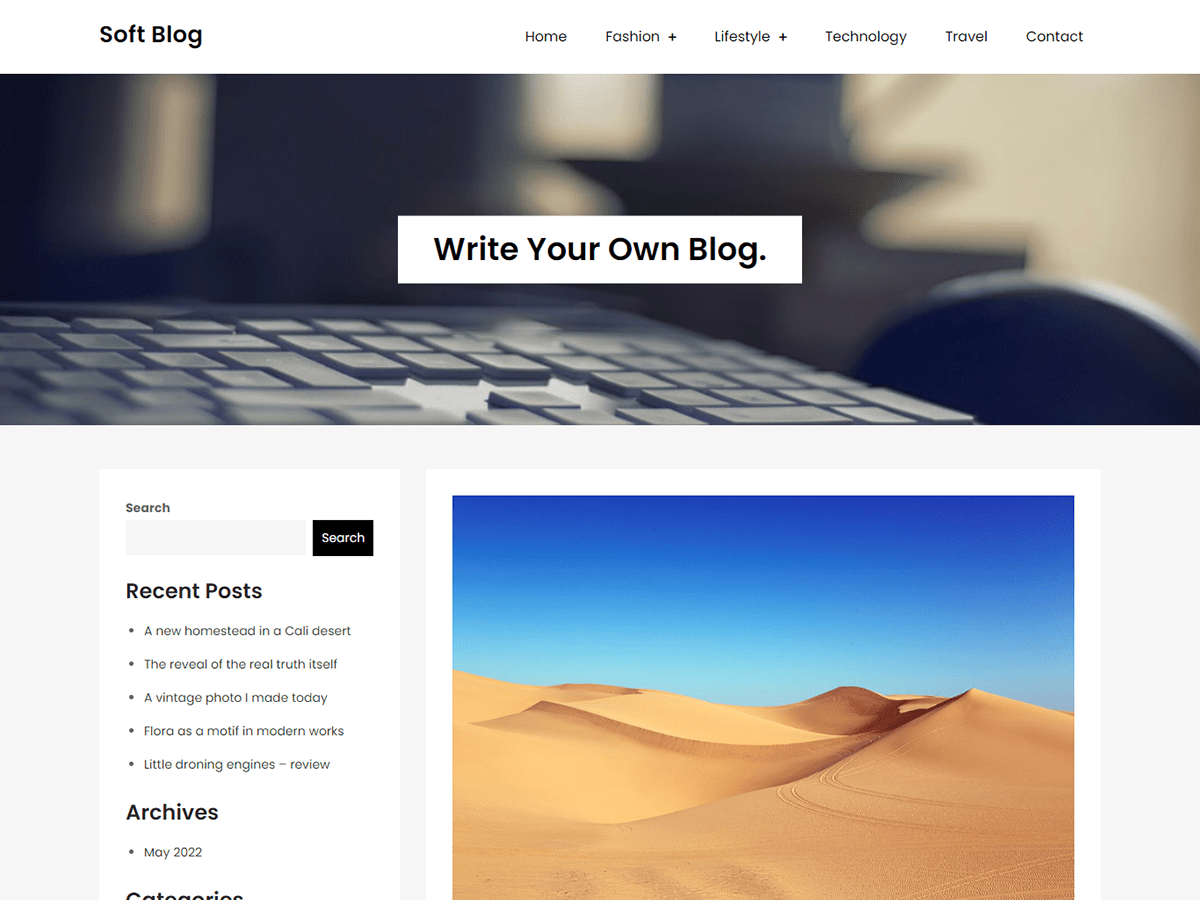 Soft Blog
Home Fashion + Lifestyle + Technology Travel Contact
Write Your Own Blog.
Search
Search
Recent Posts
A new homestead in a Cali desert
The reveal of the real truth itself
A vintage photo I made today
Flora as a motif in modern works
Little droning engines – review
Archives
May 2022
Categories